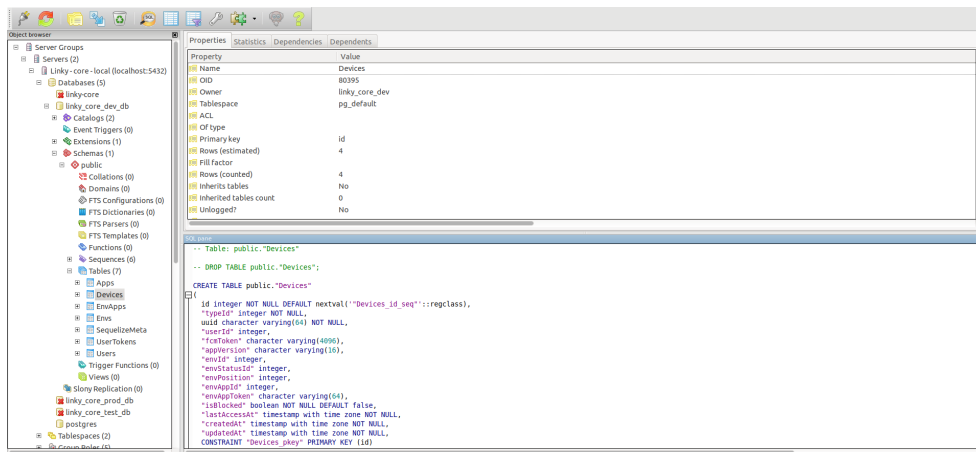 Object browser
Server Groups
Servers (2)
Linky - core - local (localhost:5432)
Databases (5)
linky-core
linky_core_dev_db
Catalogs (2)
Event Triggers (0)
Extensions (1)
Schemas (1)
public
Collations (0)
Domains (0)
FTS Configurations (0)
FTS Dictionaries (0)
FTS Parsers (0)
FTS Templates (0)
Functions (0)
Sequences (6)
Tables (7)
Apps
Devices
EnvApps
Envs
SequelizeMeta
UserTokens
Users
Trigger Functions (0)
Views (0)
Slony Replication (0)
linky_core_prod_db
linky_core_test_db
postgres
Tablespaces (2)
Group Roles (5)
Properties Statistics Dependencies Dependents
Property Value
Name Devices
OID 80395
Owner linky_core_dev
Tablespace pg_default
ACL
Of type
Primary key id
Rows (estimated) 4
Fill factor
Rows (counted) 4
Inherits tables No
Inherited tables count 0
Unlogged? No
SQL pane
-- Table: public."Devices"
-- DROP TABLE public."Devices";
CREATE TABLE public."Devices"
(
id integer NOT NULL DEFAULT nextval('"Devices_id_seq"'::regclass),
"typeId" integer NOT NULL,
uuid character varying(64) NOT NULL,
"userId" integer,
"fcmToken" character varying(4096),
"appVersion" character varying(16),
"envId" integer,
"envStatusId" integer,
"envPosition" integer,
"envAppId" integer,
"envAppToken" character varying(64),
"isBlocked" boolean NOT NULL DEFAULT false,
"lastAccessAt" timestamp with time zone NOT NULL,
"createdAt" timestamp with time zone NOT NULL,
"updatedAt" timestamp with time zone NOT NULL,
CONSTRAINT "Devices_pkey" PRIMARY KEY (id)